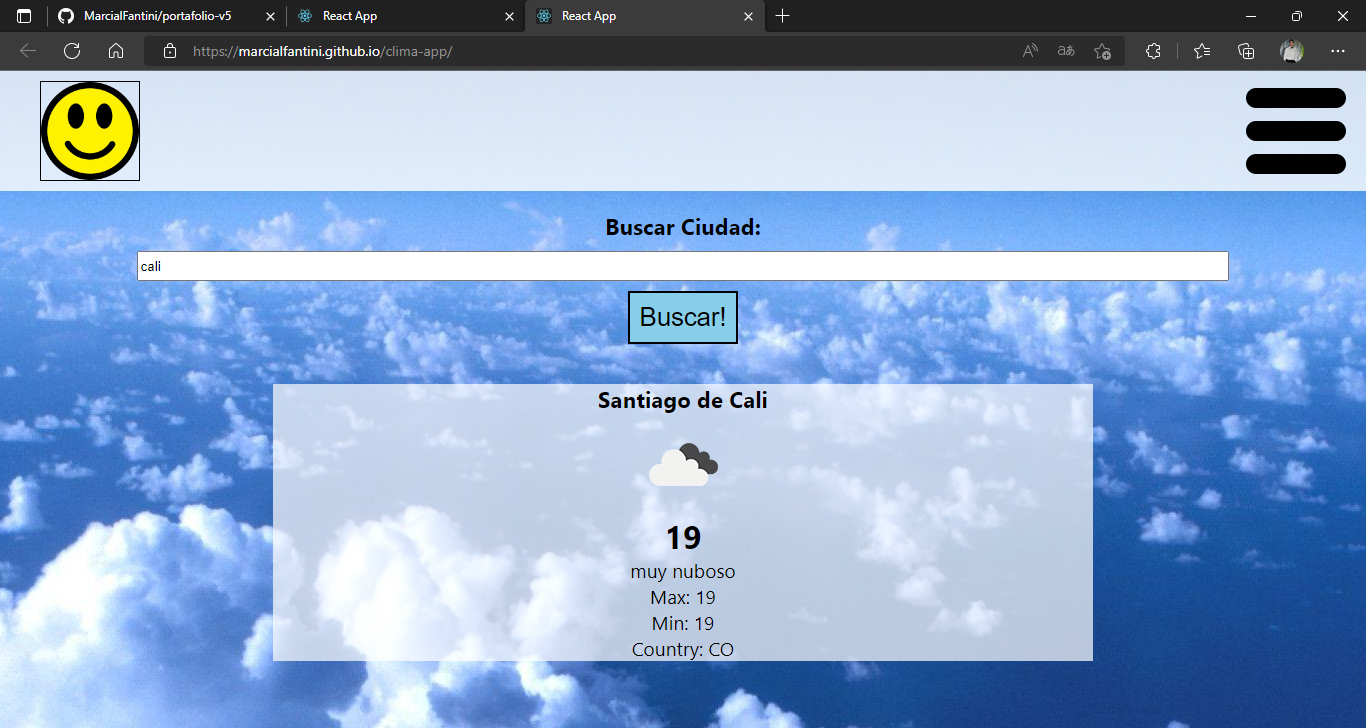 MarcialFantini/portafolio-v5
React App
React App
https://marcialfantini.github.io/clima-app/
Buscar Ciudad:
cali
Buscar!
Santiago de Cali
19
muy nuboso
Max: 19
Min: 19
Country: CO